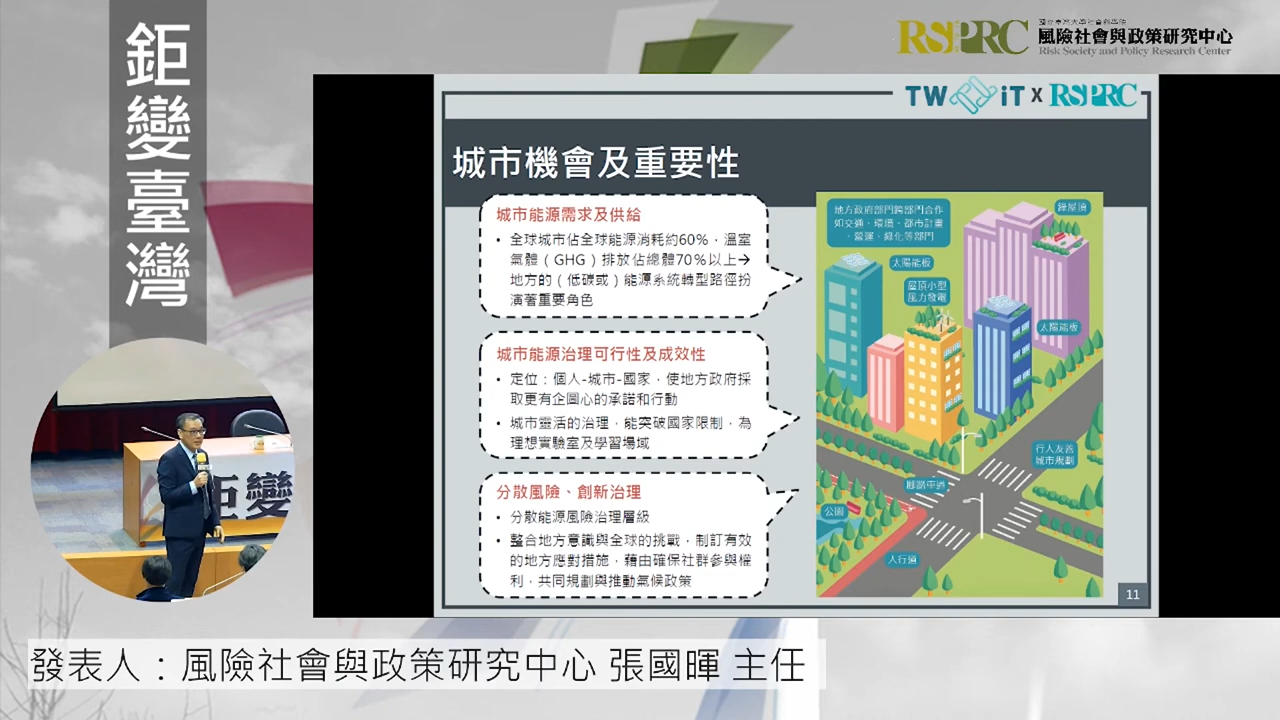 鉅變臺灣
RSPRC
風險社會與政策研究中心
Risk Society and Policy Research Center
TW iT X RSPRC
城市機會及重要性
城市能源需求及供給
• 全球城市佔全球能源消耗約60%，溫室
氣體（GHG）排放佔總體70%以上→
地方的（低碳或）能源系統轉型路徑扮
演著重要角色
城市能源治理可行性及成效性
• 定位：個人-城市-國家，使地方政府採
取更有企圖心的承諾和行動
• 城市靈活的治理，能突破國家限制，為
理想實驗室及學習場域
分散風險、創新治理
• 分散能源風險治理層級
• 整合地方意識與全球的挑戰，制訂有效
的地方應對措施，藉由確保社群參與權
利，共同規劃與推動氣候政策
地方政府部門跨部門合作
如交通、環境、都市計畫
、營運、綠化等部門
綠屋頂
太陽能板
屋頂小型
風力發電
太陽能板
行人友善
城市規劃
腳踏車道
公園
人行道
11
鉅變
發表人：風險社會與政策研究中心 張國暉 主任